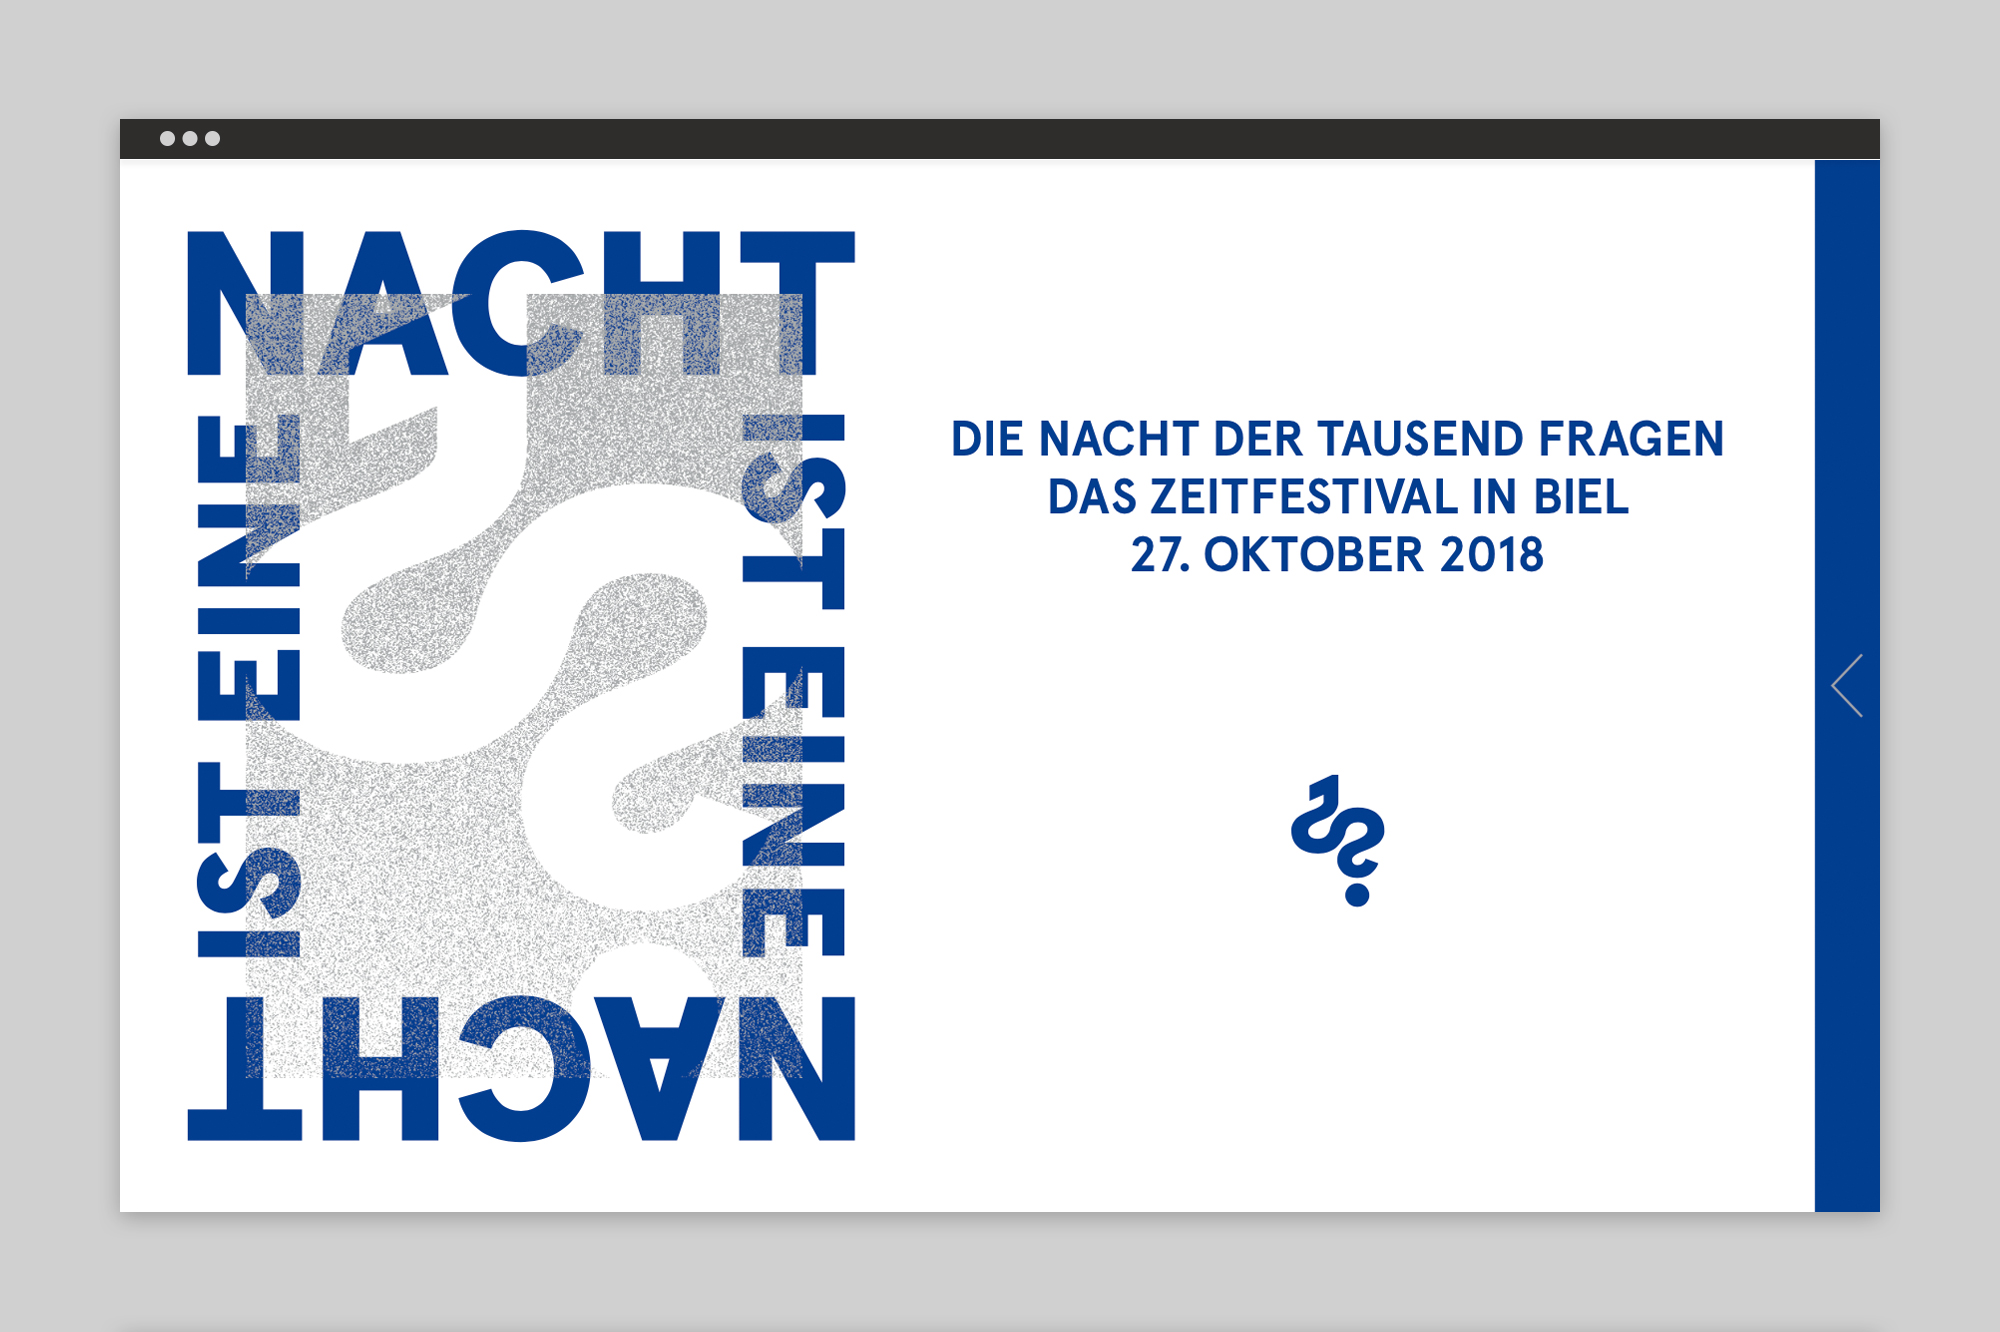 NACHT
IST EINE
NACHT
IST EINE
DIE NACHT DER TAUSEND FRAGEN
DAS ZEITFESTIVAL IN BIEL
27. OKTOBER 2018